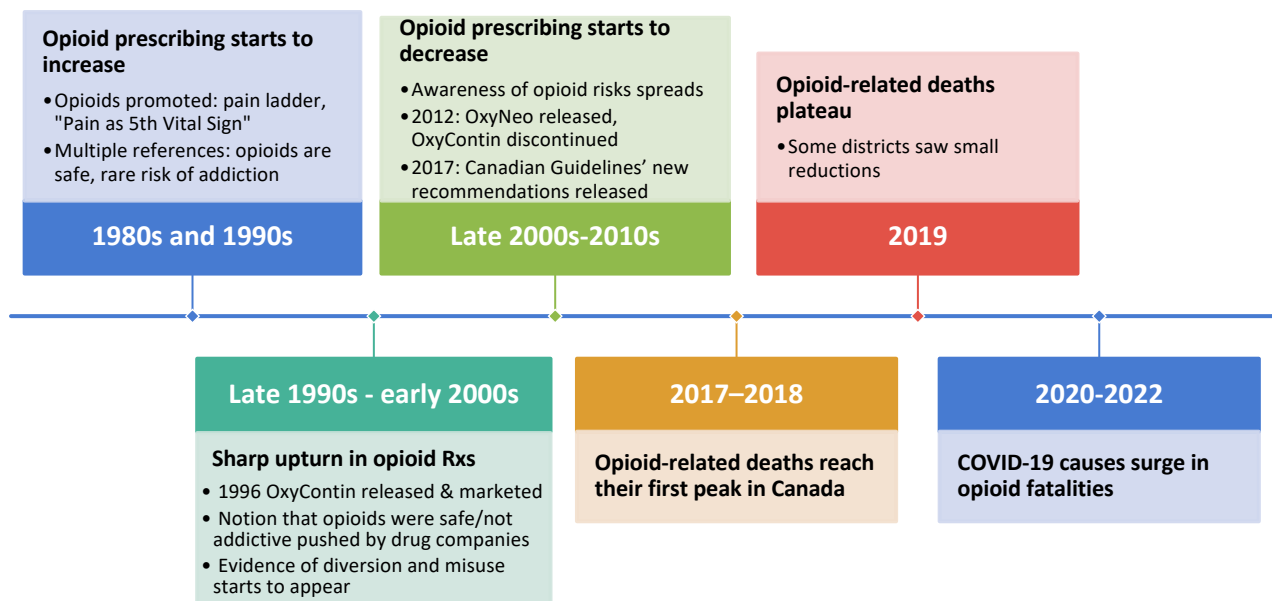 Opioid prescribing starts to
increase
•Opioids promoted: pain ladder,
"Pain as 5th Vital Sign"
•Multiple references: opioids are
safe, rare risk of addiction
1980s and 1990s
Late 1990s - early 2000s
Sharp upturn in opioid Rxs
• 1996 OxyContin released & marketed
• Notion that opioids were safe/not
addictive pushed by drug companies
• Evidence of diversion and misuse
starts to appear
Opioid prescribing starts to
decrease
•Awareness of opioid risks spreads
•2012: OxyNeo released,
OxyContin discontinued
•2017: Canadian Guidelines’ new
recommendations released
Late 2000s-2010s
2017–2018
Opioid-related deaths reach
their first peak in Canada
Opioid-related deaths
plateau
•Some districts saw small
reductions
2019
2020-2022
COVID-19 causes surge in
opioid fatalities